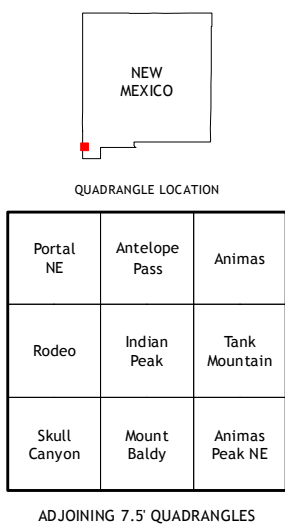 NEW
MEXICO
QUADRANGLE LOCATION
Portal
NE
Antelope
Pass
Animas
Rodeo
Indian
Peak
Tank
Mountain
Skull
Canyon
Mount
Baldy
Animas
Peak NE
ADJOINING 7.5' QUADRANGLES